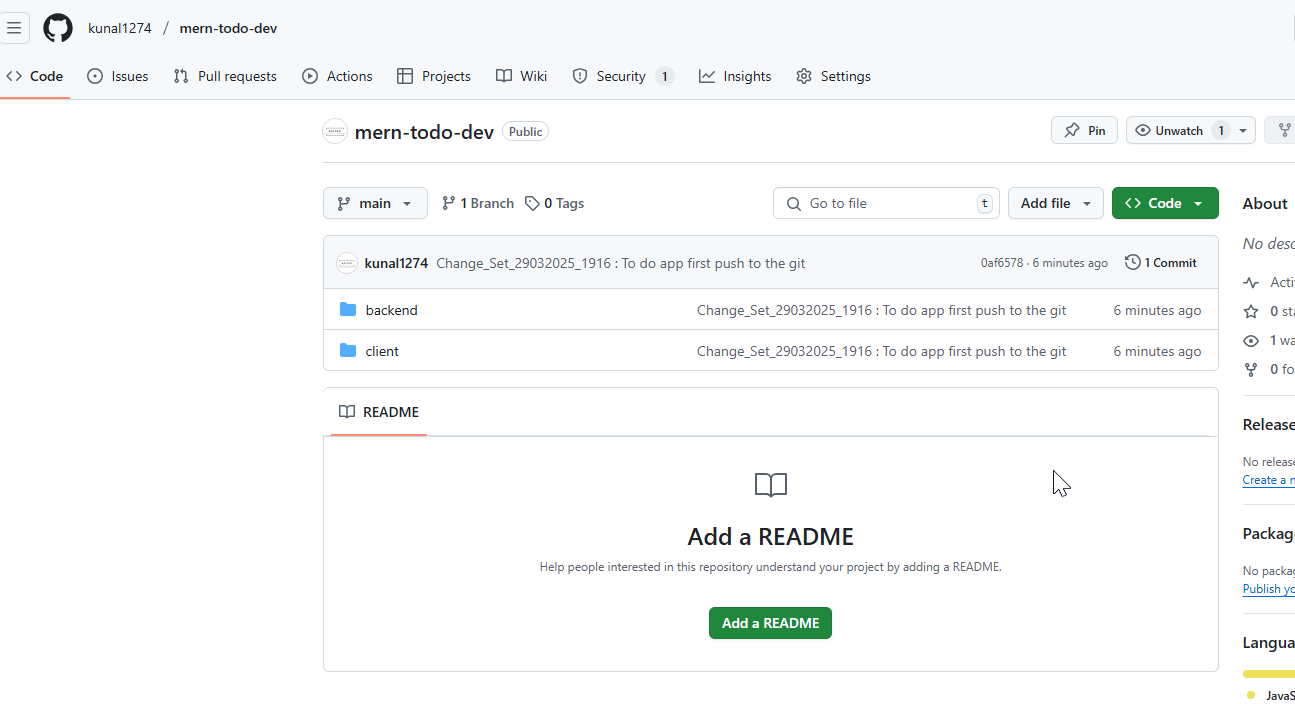 kunal1274 / mern-todo-dev
Code Issues Pull requests Actions Projects Wiki Security 1 Insights Settings
mern-todo-dev Public Pin Unwatch 1
main 1 Branch 0 Tags Go to file t Add file Code About
kunal1274 Change_Set_29032025_1916 : To do app first push to the git 0af6578 · 6 minutes ago 1 Commit
No desc
backend Change_Set_29032025_1916 : To do app first push to the git 6 minutes ago
Acti
0 sta
client Change_Set_29032025_1916 : To do app first push to the git 6 minutes ago
1 wa
0 fo
README
Release
No release
Create a n
Add a README
Help people interested in this repository understand your project by adding a README.
Add a README
Packag
No packag
Publish yo
Langua
JavaS